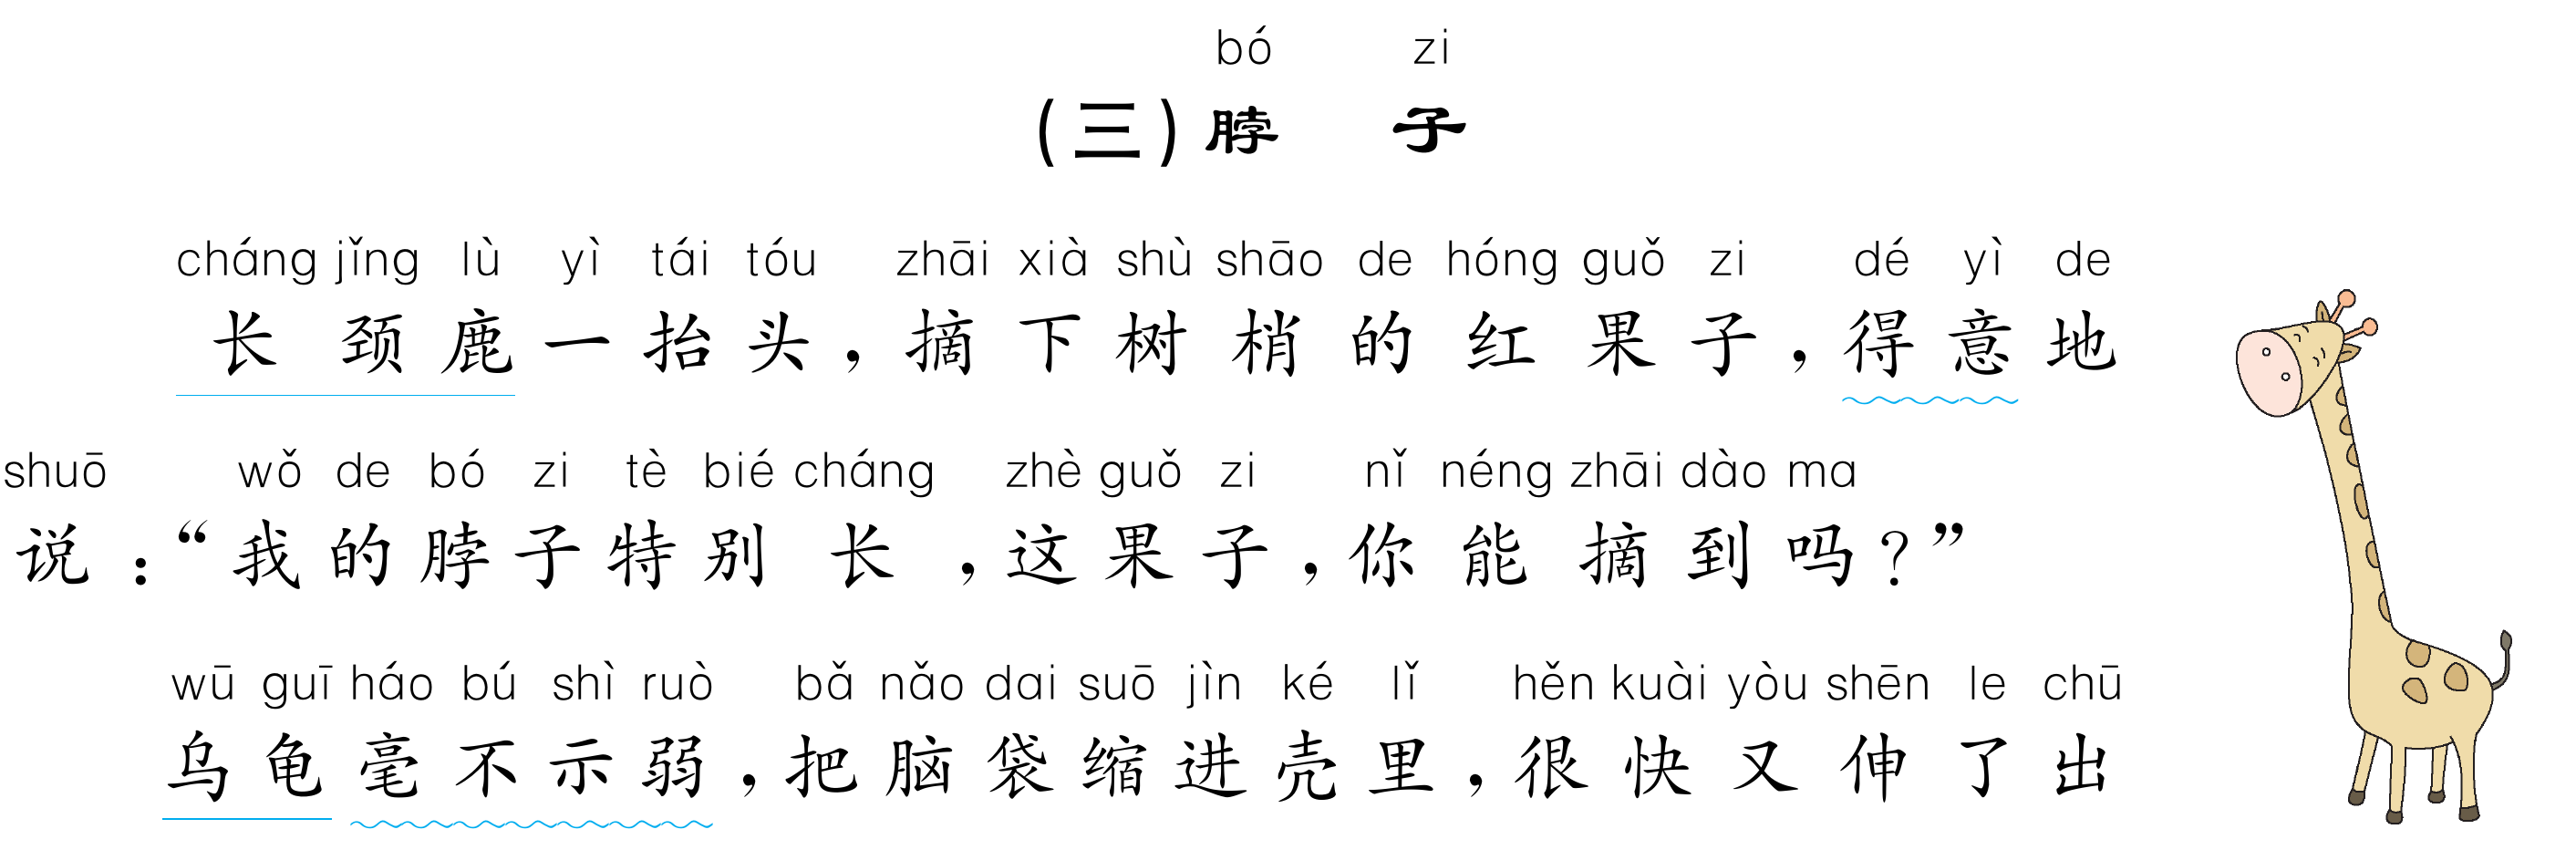 bó zi
（三）脖 子
cháng jǐng lù yì tái tóu zhāi xià shù shāo de hóng guǒ zi dé yì de
长颈鹿一抬头，摘下树梢的红果子，得意地
shuō wǒ de bó zi tè bié cháng zhè guǒ zi nǐ néng zhāi dào ma
说：“我的脖子特别长，这果子，你能摘到吗？”
wū guī háo bú shì ruò bǎ nǎo dai suō jìn ké lǐ hěn kuài yòu shēn le chū
乌龟毫不示弱，把脑袋缩进壳里，很快又伸了出